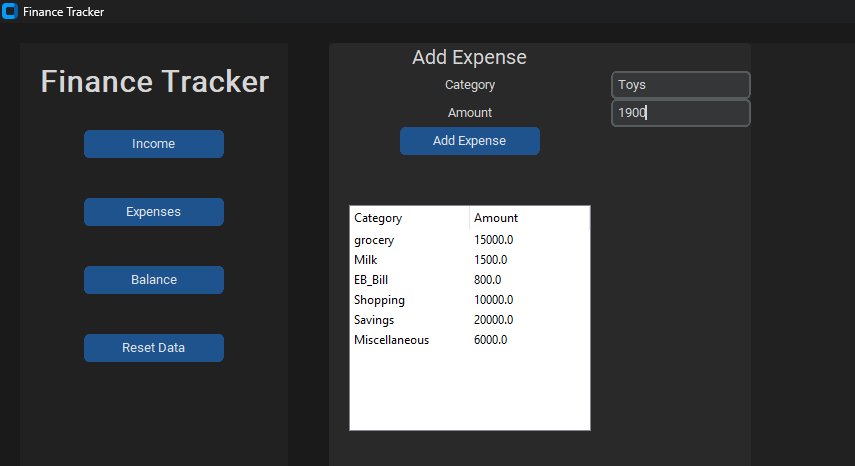 Finance Tracker
Finance Tracker
Income
Expenses
Balance
Reset Data
Add Expense
Category Toys
Amount 1900
Add Expense
Category Amount
grocery 15000.0
Milk 1500.0
EB_Bill 800.0
Shopping 10000.0
Savings 20000.0
Miscellaneous 6000.0